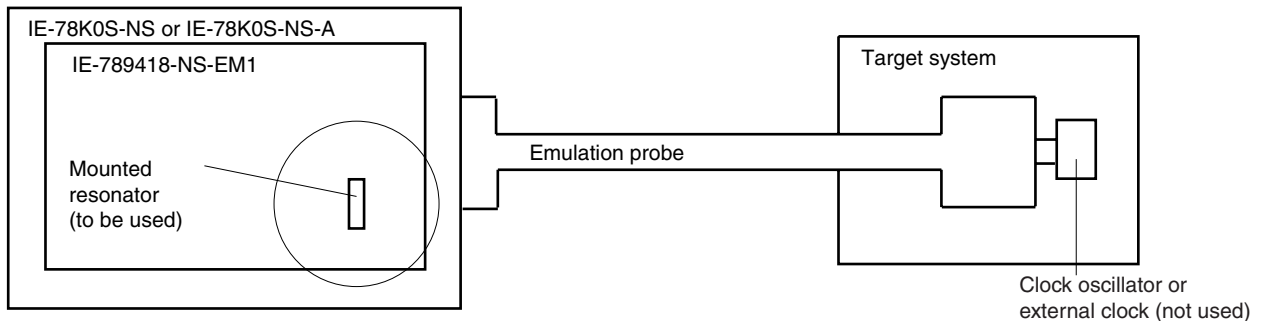 IE-78K0S-NS or IE-78K0S-NS-A
IE-789418-NS-EM1
Target system
Emulation probe
Mounted
resonator
(to be used)
Clock oscillator or
external clock (not used)